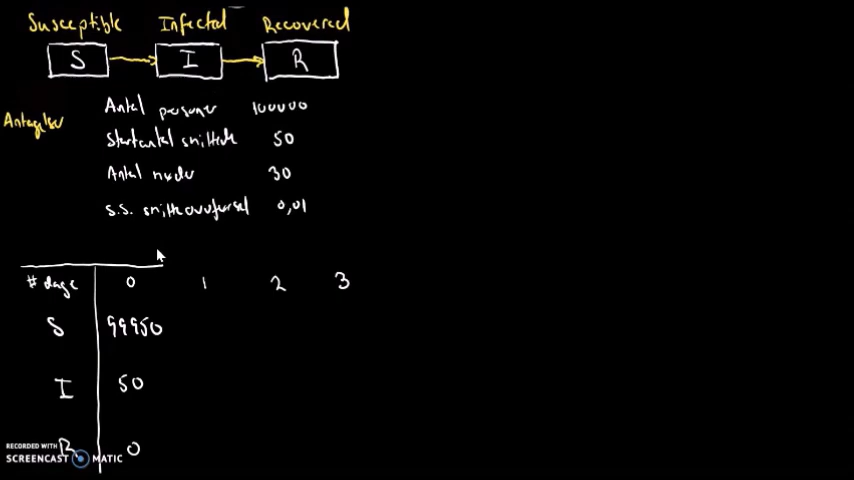 Susceptible Infected Recovered
S I R
Antagelser
Antal personer 100000
Startantal smittede 50
Antal møder 30
s.s. smitteoverførsel 0,01
# dage 0 1 2 3
S 99950
I 50
R 0
RECORDED WITH
SCREENCAST MATIC